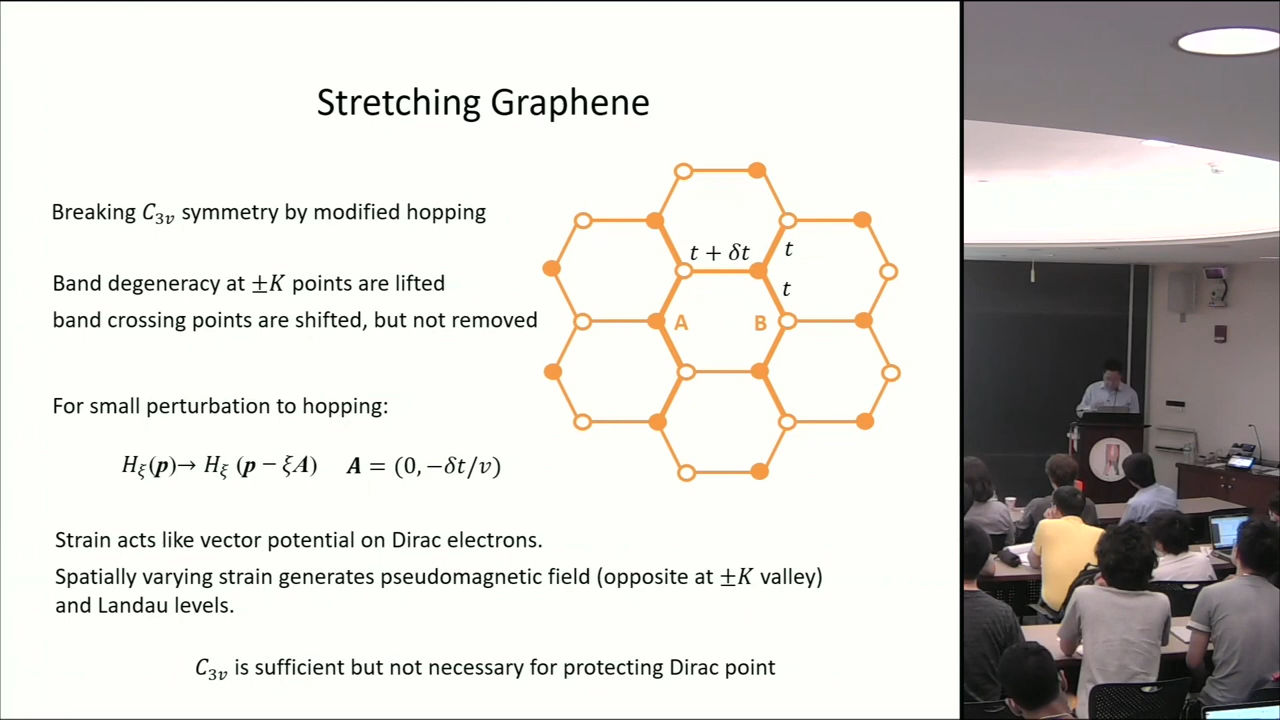 Stretching Graphene
Breaking C₃ᵥ symmetry by modified hopping
Band degeneracy at ±K points are lifted
band crossing points are shifted, but not removed
t + δt
t
t
A
B
For small perturbation to hopping:
H_ξ(p)→ H_ξ (p − ξA) A = (0, −δt/v)
Strain acts like vector potential on Dirac electrons.
Spatially varying strain generates pseudomagnetic field (opposite at ±K valley)
and Landau levels.
C₃ᵥ is sufficient but not necessary for protecting Dirac point